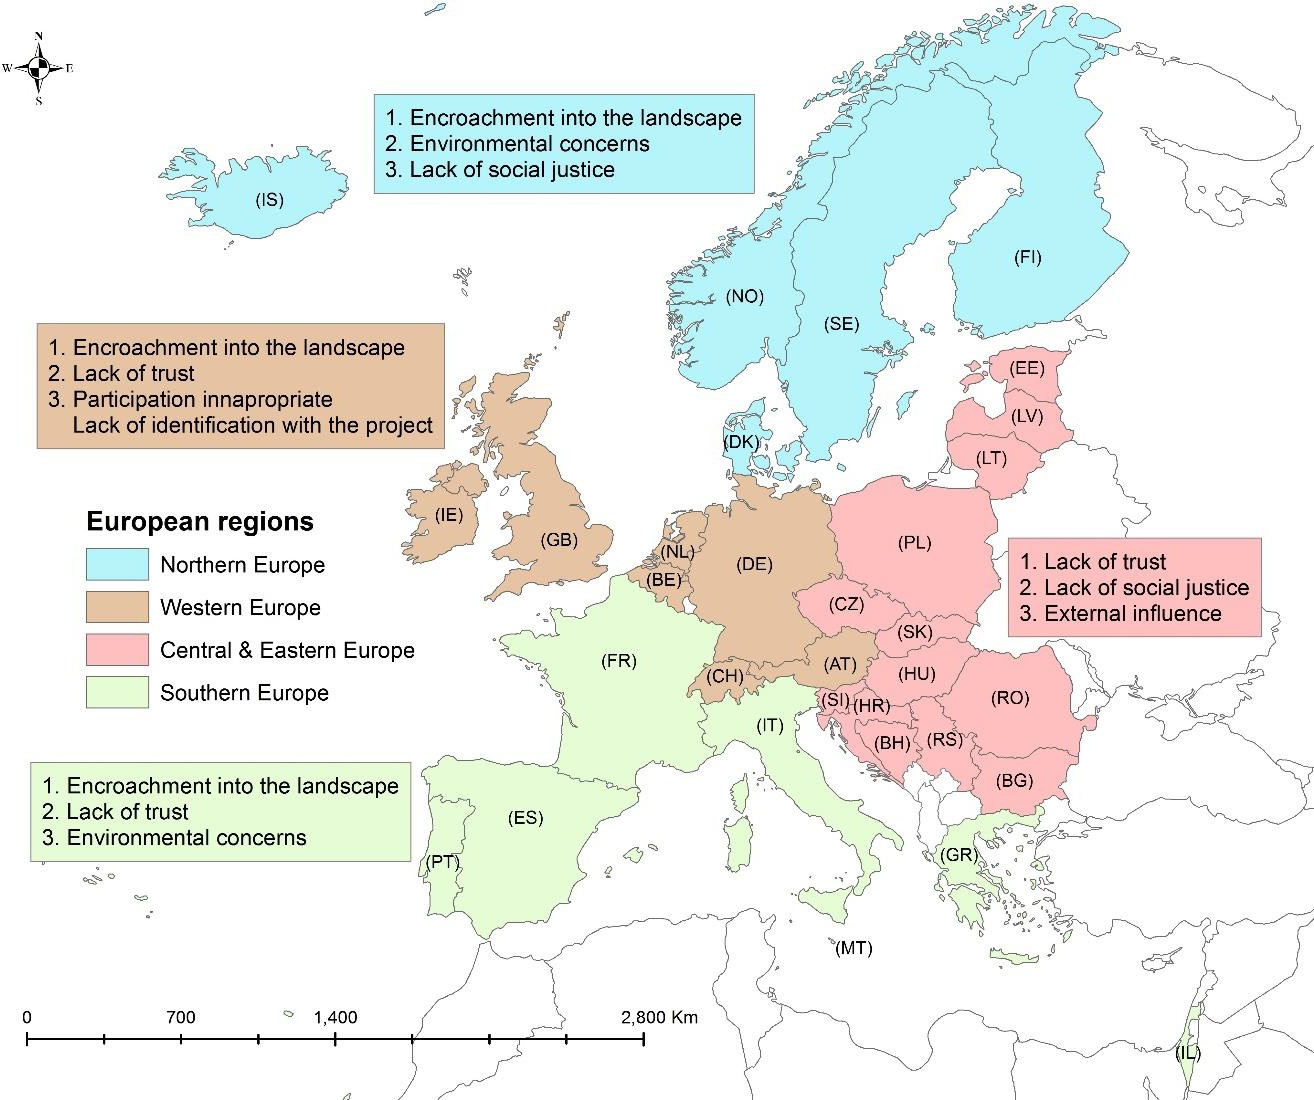 N
W E
S
1. Encroachment into the landscape
2. Environmental concerns
3. Lack of social justice
(IS)
(FI)
(NO)
(SE)
1. Encroachment into the landscape
2. Lack of trust
3. Participation innapropriate
Lack of identification with the project
(EE)
(LV)
(DK)
(LT)
European regions
Northern Europe
Western Europe
Central & Eastern Europe
Southern Europe
(IE)
(GB)
(NL)
(BE)
(DE)
(PL)
1. Lack of trust
2. Lack of social justice
3. External influence
(CZ)
(SK)
(FR)
(CH)
(AT)
(HU)
(SI)
(HR)
(RO)
(IT)
(BH)
(RS)
(BG)
1. Encroachment into the landscape
2. Lack of trust
3. Environmental concerns
(ES)
(PT)
(GR)
(MT)
0 700 1,400 2,800 Km
(IL)